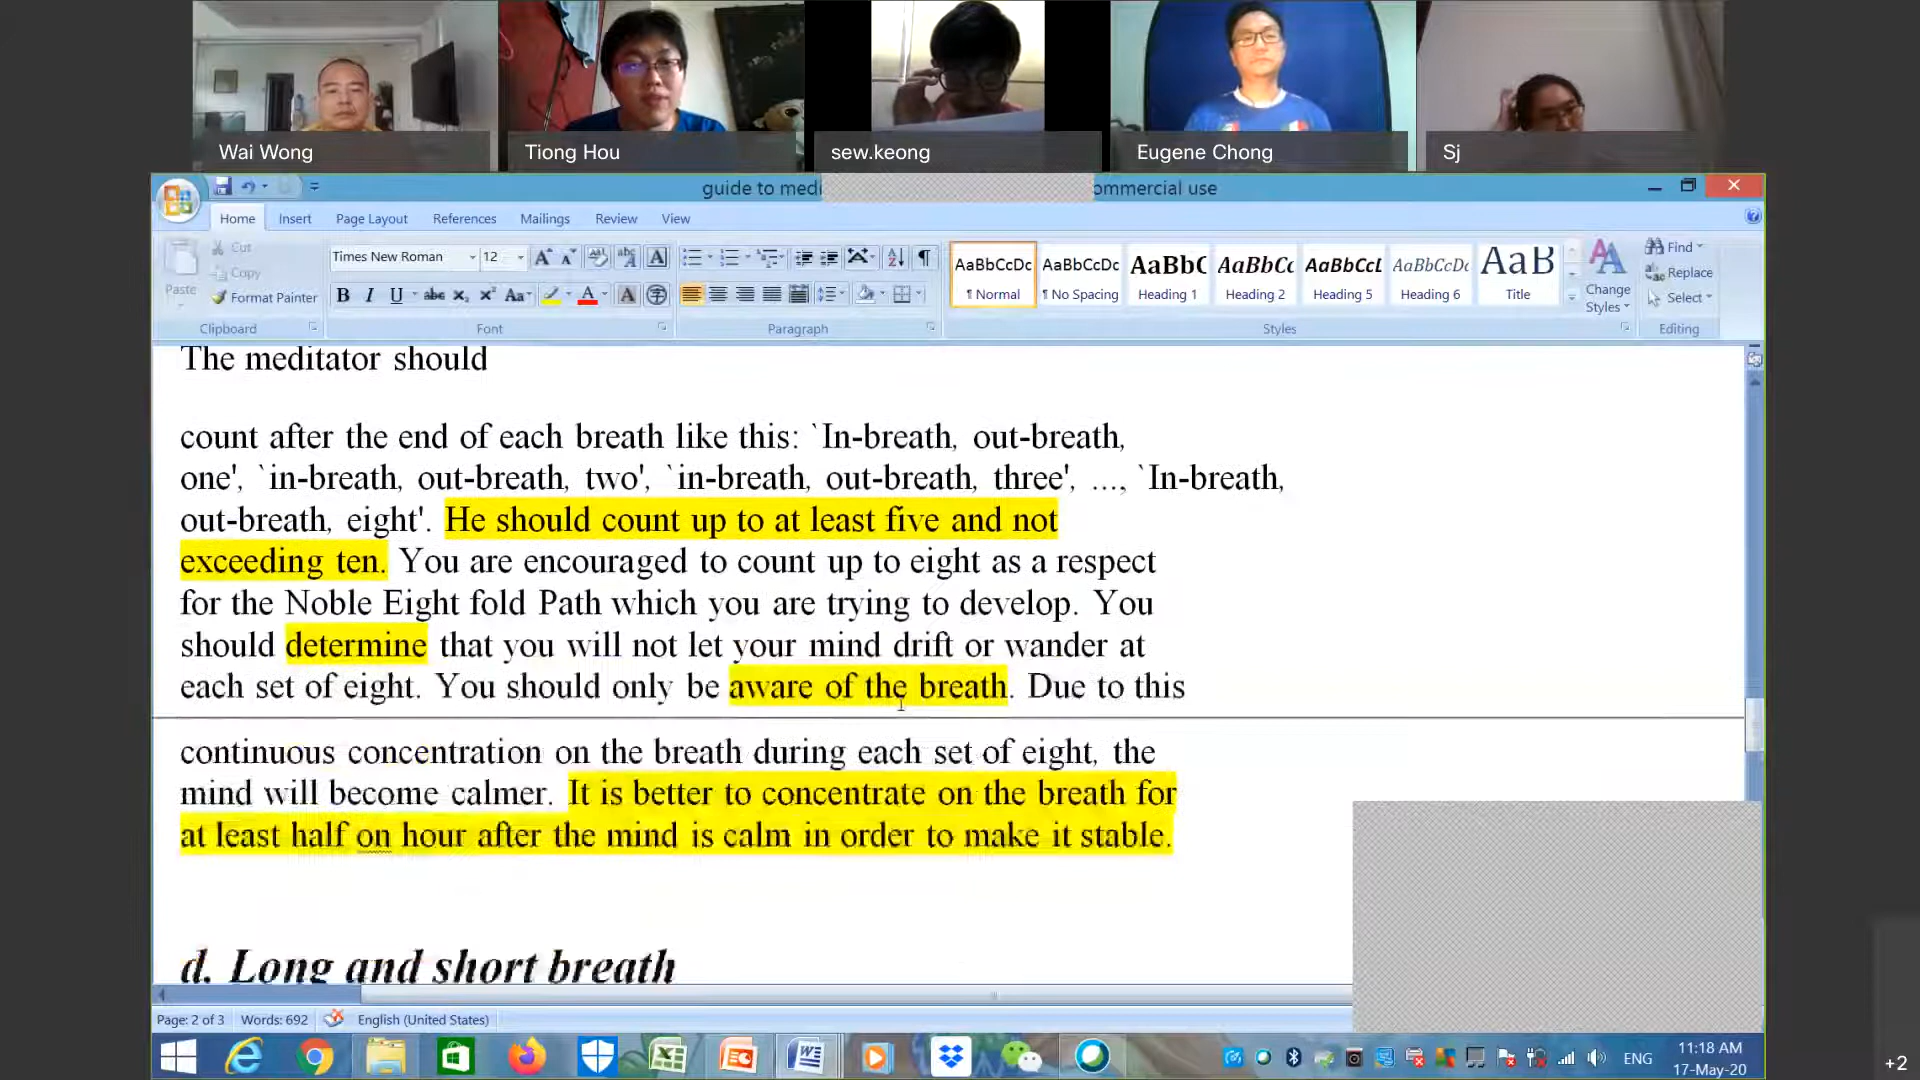 Wai Wong
Tiong Hou
sew.keong
Eugene Chong
Sj
guide to medi
ommercial use
Home Insert Page Layout References Mailings Review View
Cut
Copy
Format Painter
Paste
Clipboard
Times New Roman 12
Font
Paragraph
AaBbCcDc AaBbCcDc AaBbC AaBbCc AaBbCcL AaBbCcDc AaB
¶ Normal ¶ No Spacing Heading 1 Heading 2 Heading 5 Heading 6 Title
Change
Styles
Styles
Find
Replace
Select
Editing
The meditator should
count after the end of each breath like this: `In-breath, out-breath,
one', `in-breath, out-breath, two', `in-breath, out-breath, three', ..., `In-breath,
out-breath, eight'. He should count up to at least five and not
exceeding ten. You are encouraged to count up to eight as a respect
for the Noble Eight fold Path which you are trying to develop. You
should determine that you will not let your mind drift or wander at
each set of eight. You should only be aware of the breath. Due to this
continuous concentration on the breath during each set of eight, the
mind will become calmer. It is better to concentrate on the breath for
at least half on hour after the mind is calm in order to make it stable.
d. Long and short breath
Page: 2 of 3 Words: 692 English (United States)
ENG
11:18 AM
17-May-20
+2